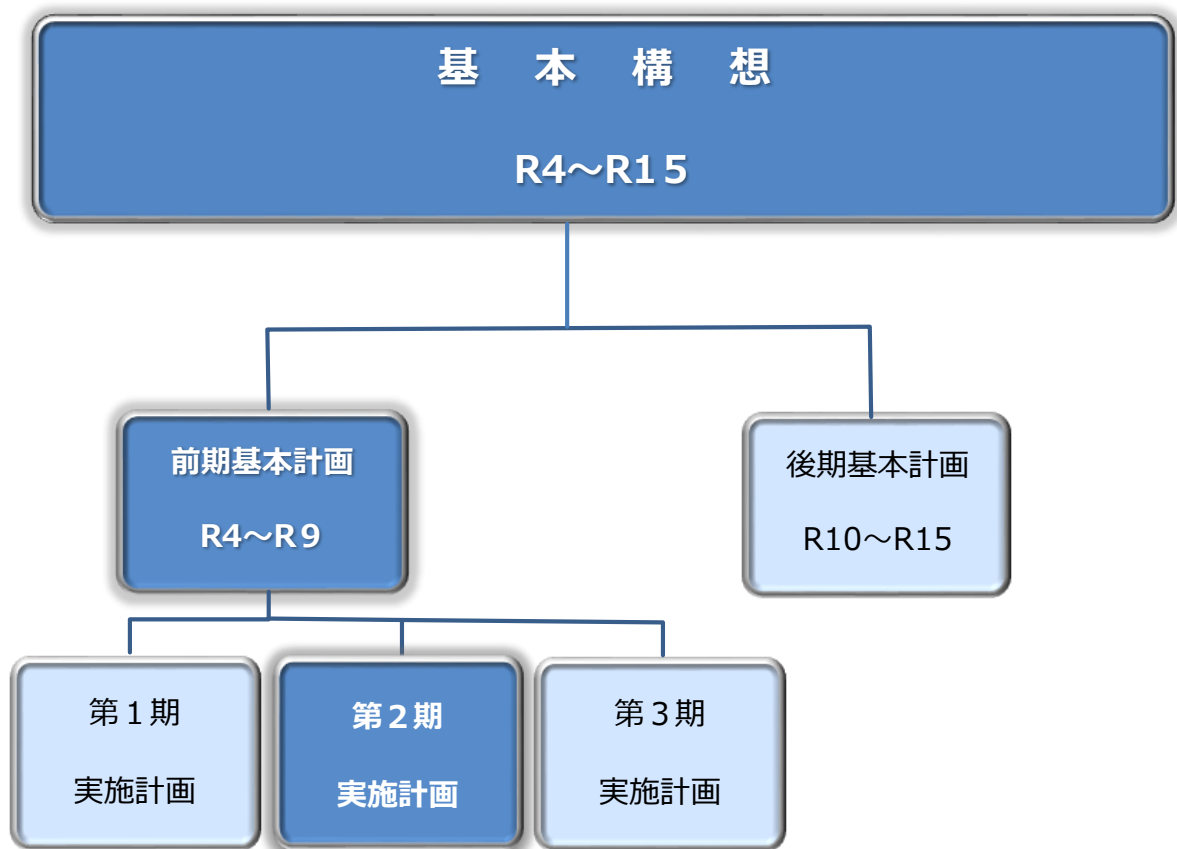 基　本　構　想
R4～R1５
前期基本計画
R4～R９
後期基本計画
R10～R15
第１期
実施計画
第２期
実施計画
第３期
実施計画